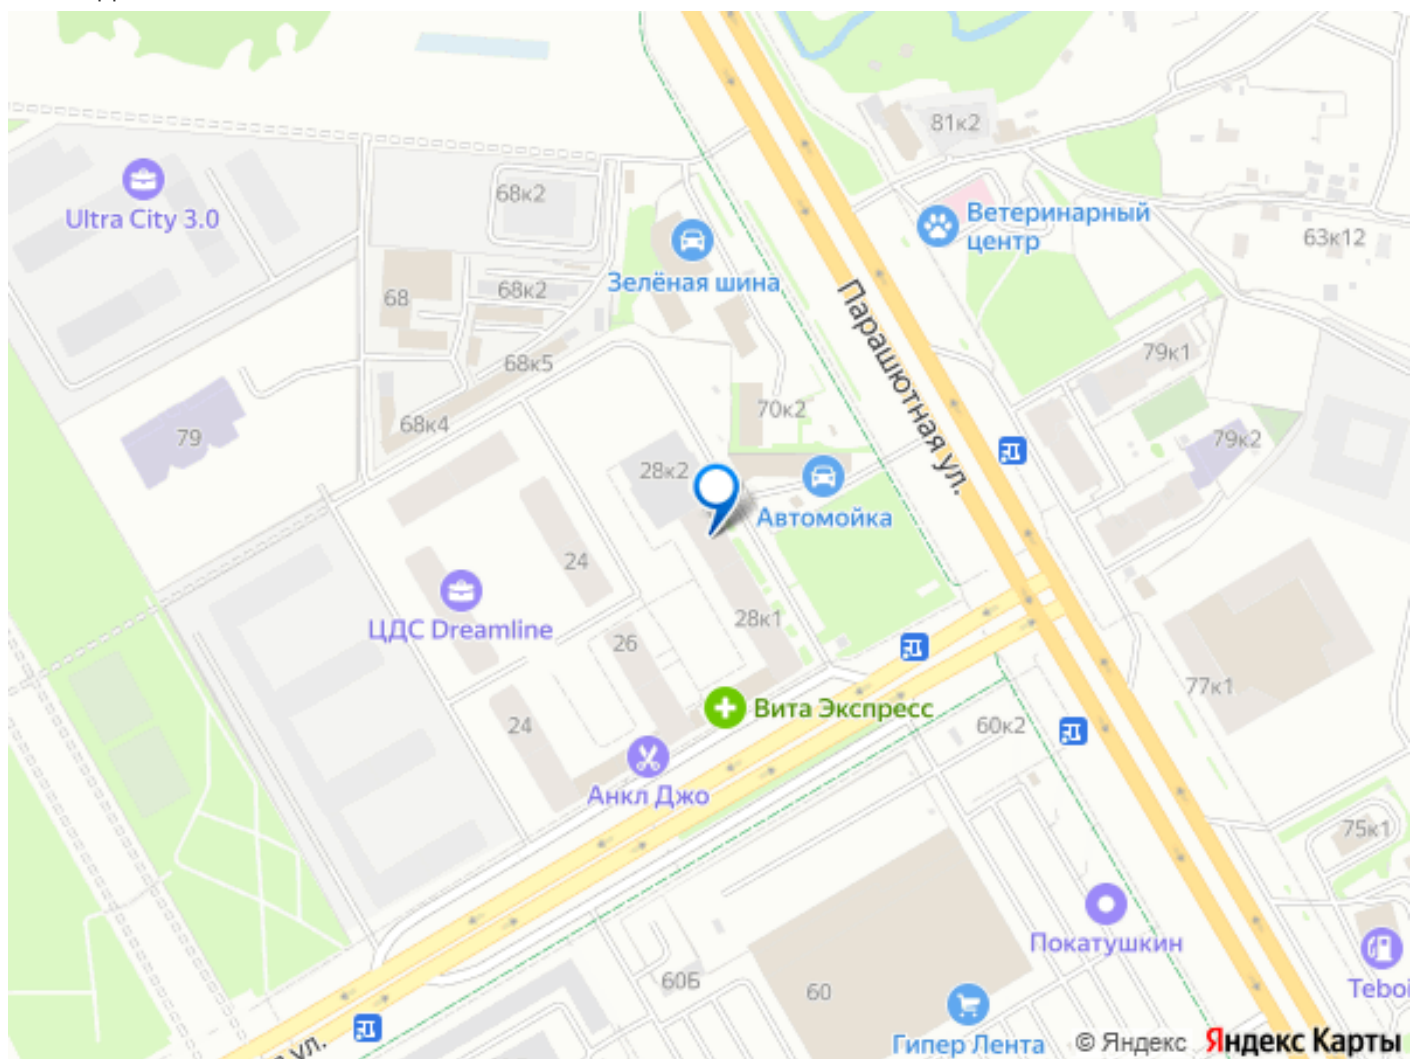 81к2
68к2
Ultra City 3.0
Ветеринарный
центр
63к12
Зелёная шина
68к2
68
Парашютная ул.
79к1
68к5
70к2
68к4
79
79к2
28к2
Автомойка
24
ЦДС Dreamline
28к1
26
77к1
Вита Экспресс
24
60к2
Анкл Джо
75к1
Покатушкин
60Б
60
Teboi
Гипер Лента
ул.
© Яндекс
Яндекс Карты